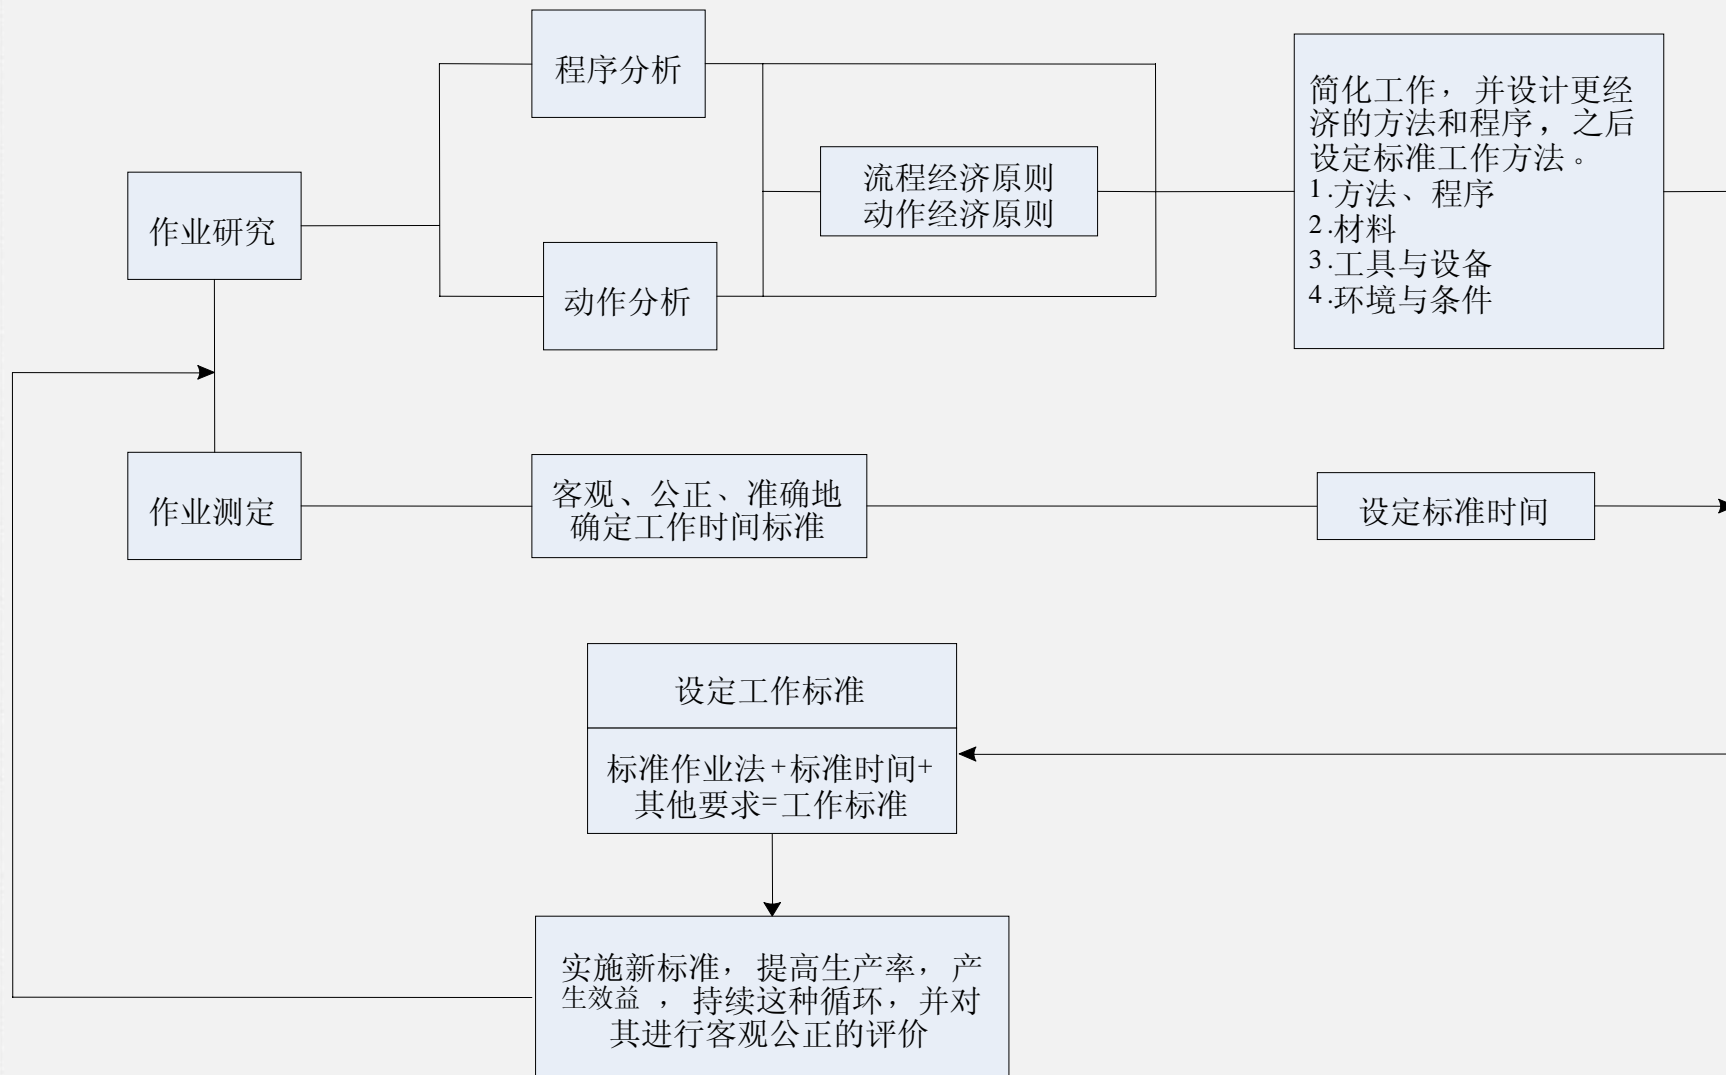 程序分析
简化工作，并设计更经
济的方法和程序，之后
设定标准工作方法。
1.方法、程序
2.材料
3.工具与设备
4.环境与条件
流程经济原则
动作经济原则
作业研究
动作分析
作业测定
客观、公正、准确地
确定工作时间标准
设定标准时间
设定工作标准
标准作业法+标准时间+
其他要求=工作标准
实施新标准，提高生产率，产
生效益，持续这种循环，并对
其进行客观公正的评价